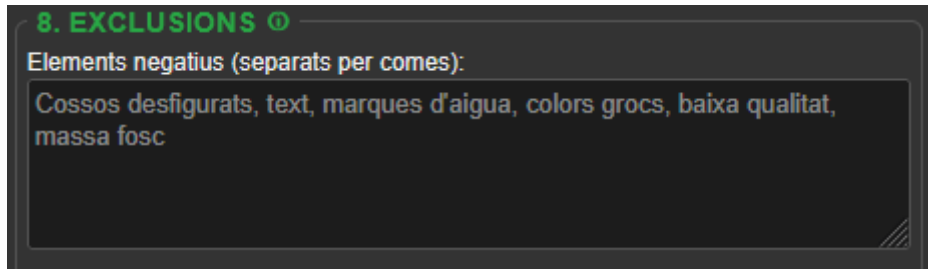 8. EXCLUSIONS
Elements negatius (separats per comes):
Cossos desfigurats, text, marques d'aigua, colors grocs, baixa qualitat,
massa fosc